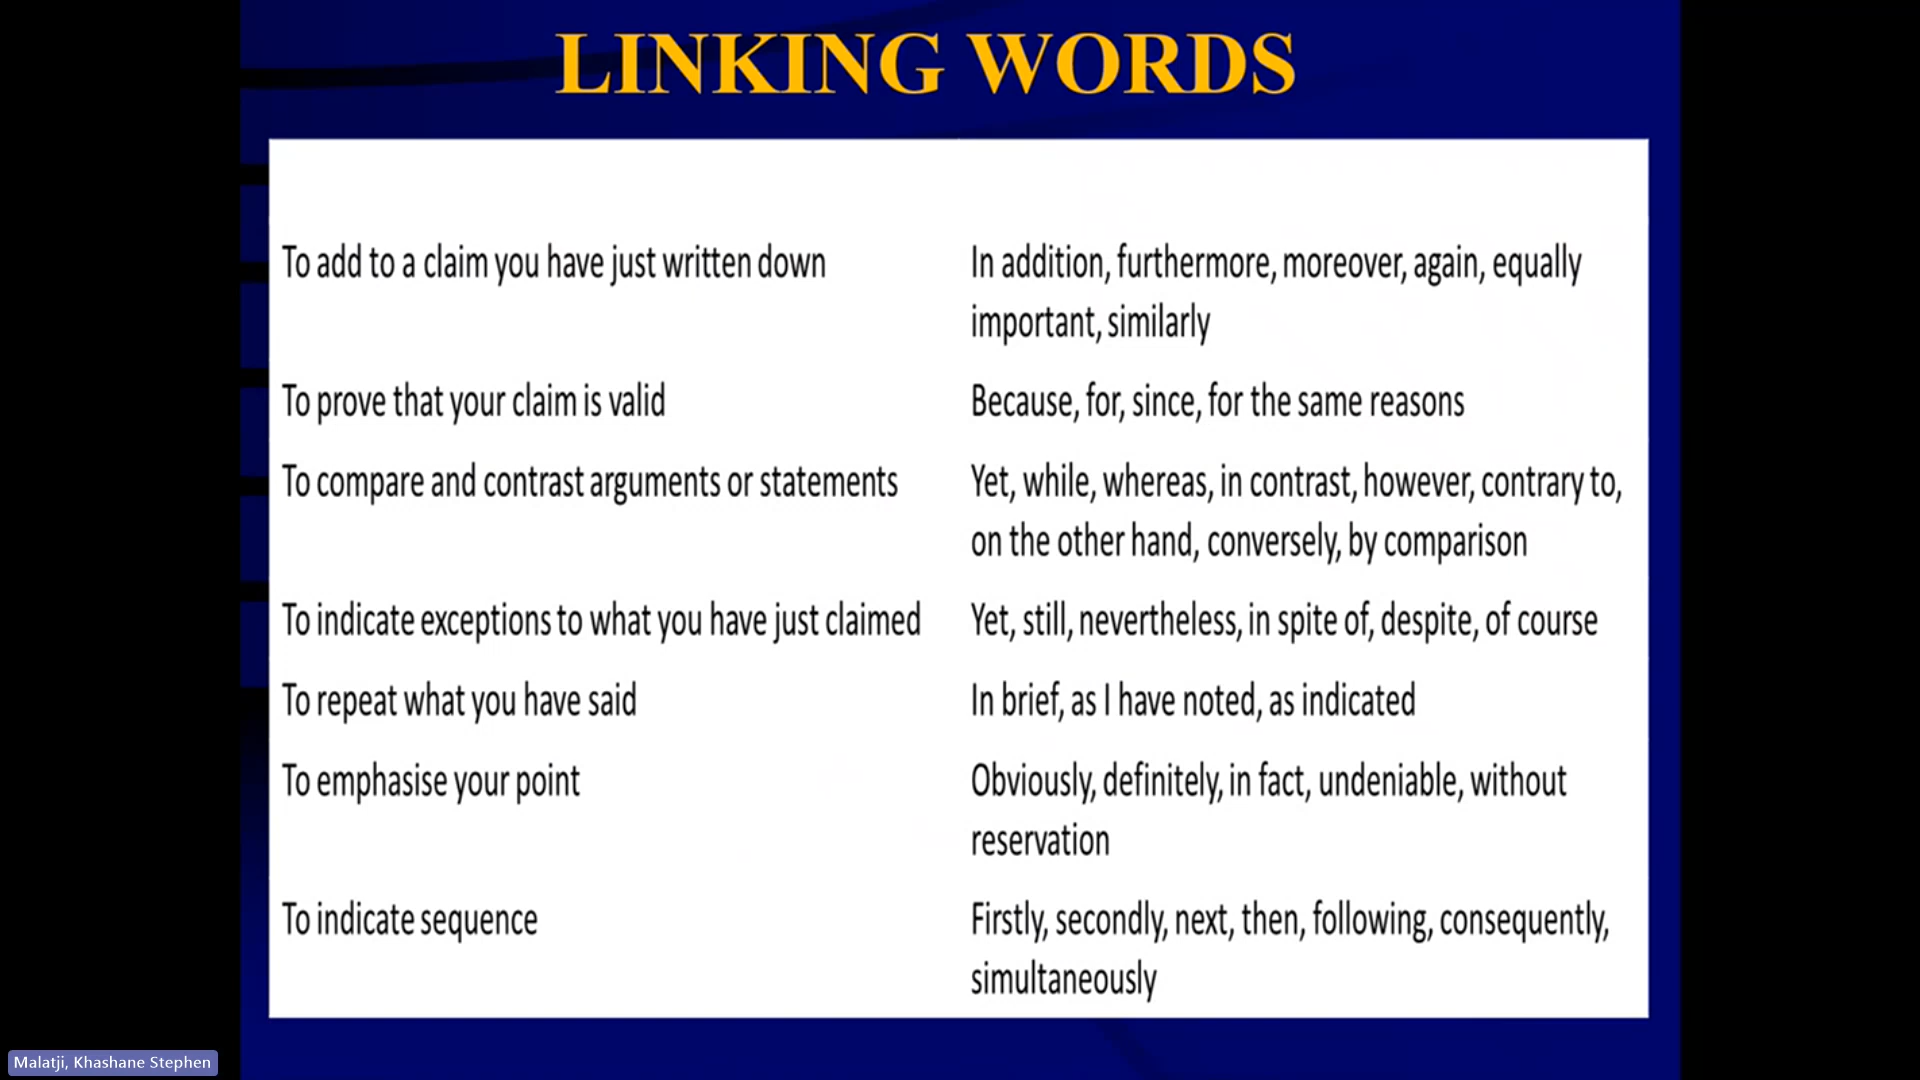 LINKING WORDS
To add to a claim you have just written down
In addition, furthermore, moreover, again, equally
important, similarly
To prove that your claim is valid
Because, for, since, for the same reasons
To compare and contrast arguments or statements
Yet, while, whereas, in contrast, however, contrary to,
on the other hand, conversely, by comparison
To indicate exceptions to what you have just claimed
Yet, still, nevertheless, in spite of, despite, of course
To repeat what you have said
In brief, as I have noted, as indicated
To emphasise your point
Obviously, definitely, in fact, undeniable, without
reservation
To indicate sequence
Firstly, secondly, next, then, following, consequently,
simultaneously
Malatji, Khashane Stephen